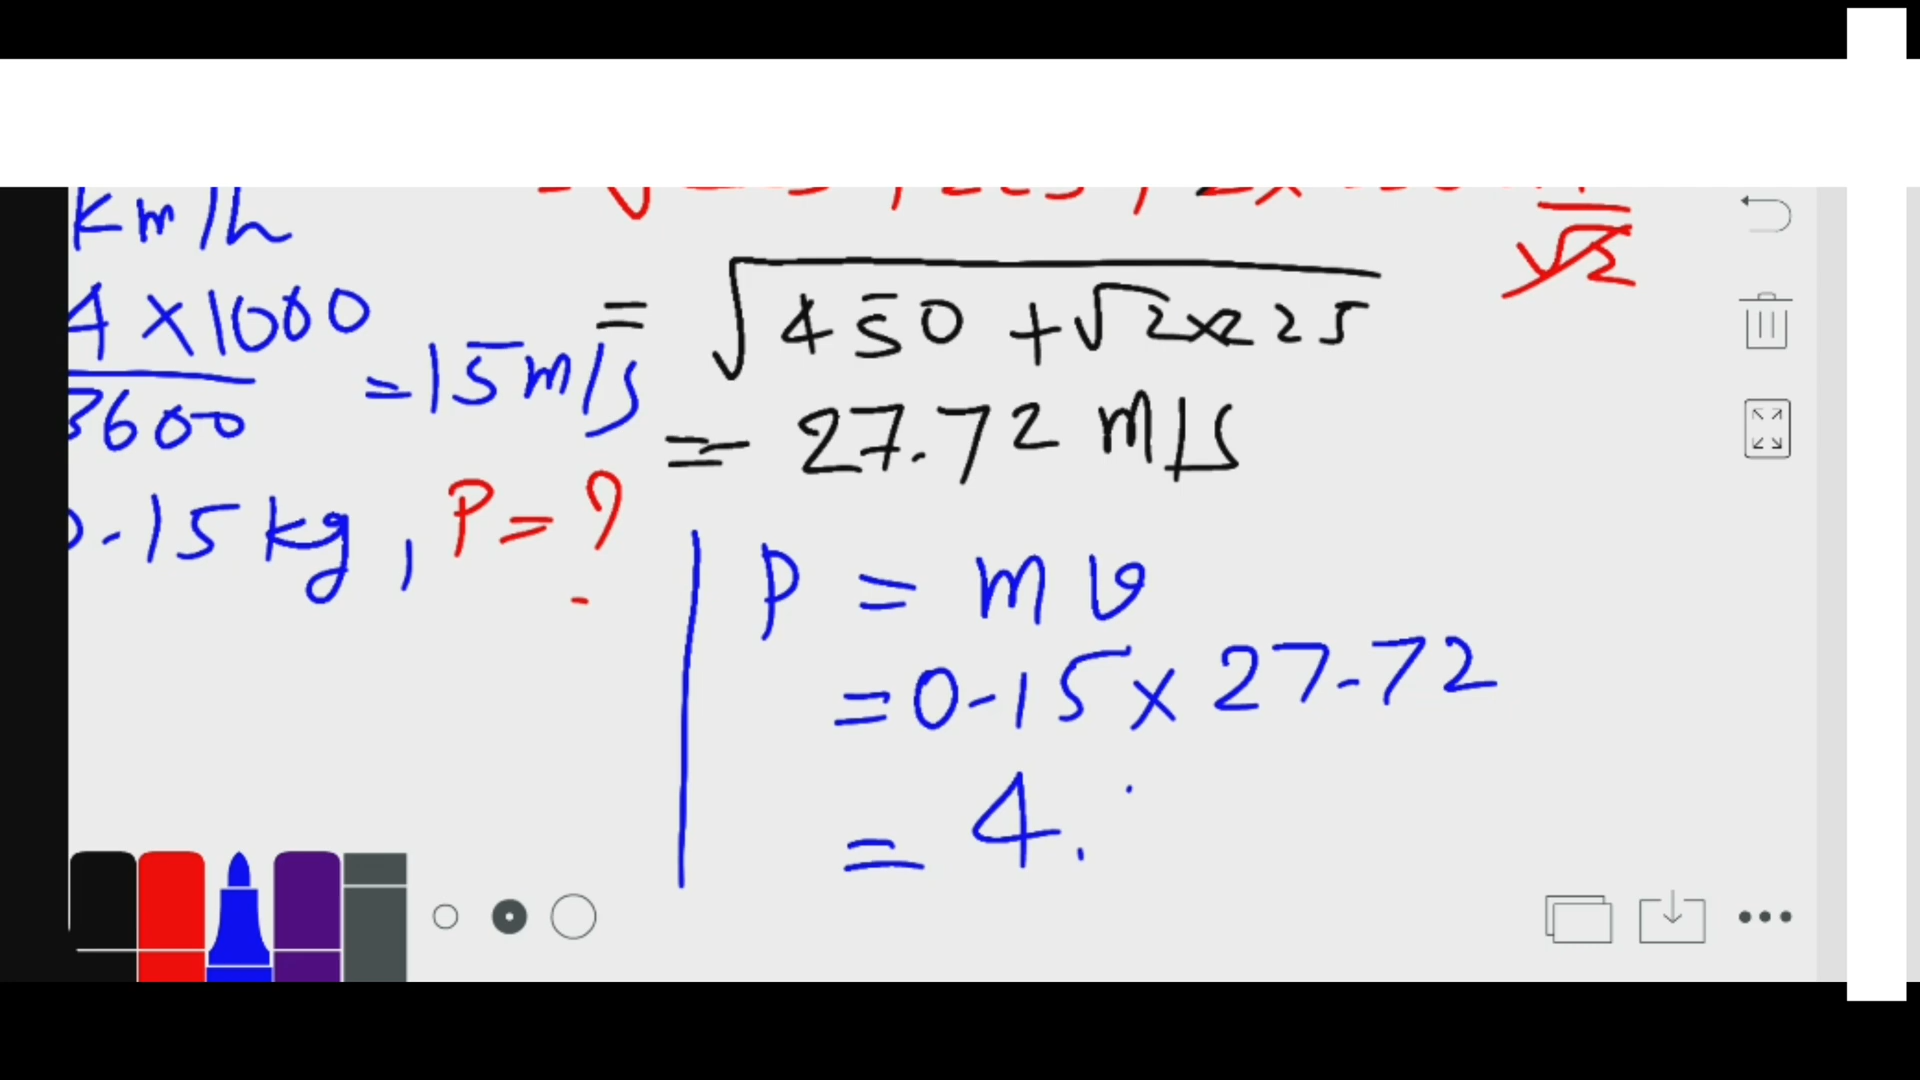 km/h
4 × 1000
3600
= 15 m/s
0.15 kg, P = ?
√2
= √450 + √2 × 225
= 27.72 m/s
P = mv
= 0.15 × 27.72
= 4.